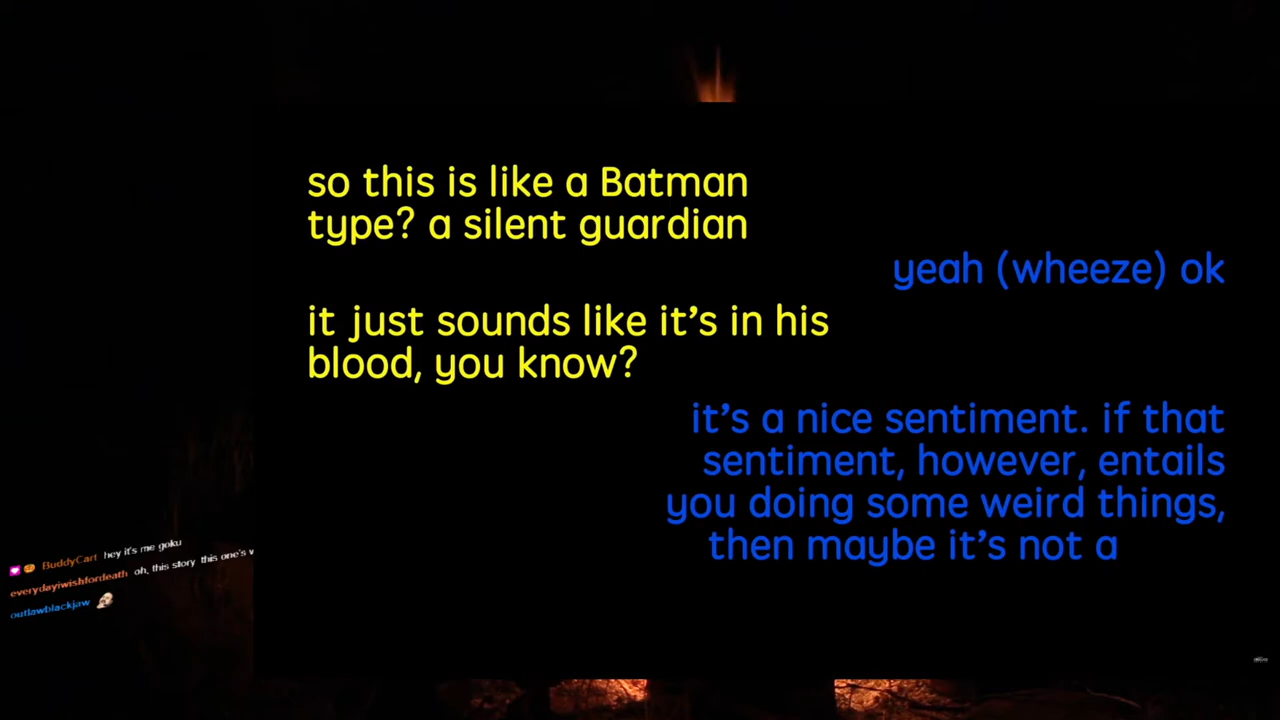 so this is like a Batman
type? a silent guardian
yeah (wheeze) ok
it just sounds like it's in his
blood, you know?
it's a nice sentiment. if that
sentiment, however, entails
you doing some weird things,
then maybe it's not a
BuddyCart hey it's me goku
everydayiwishfordeath oh, this story this one's
outlawblackjaw